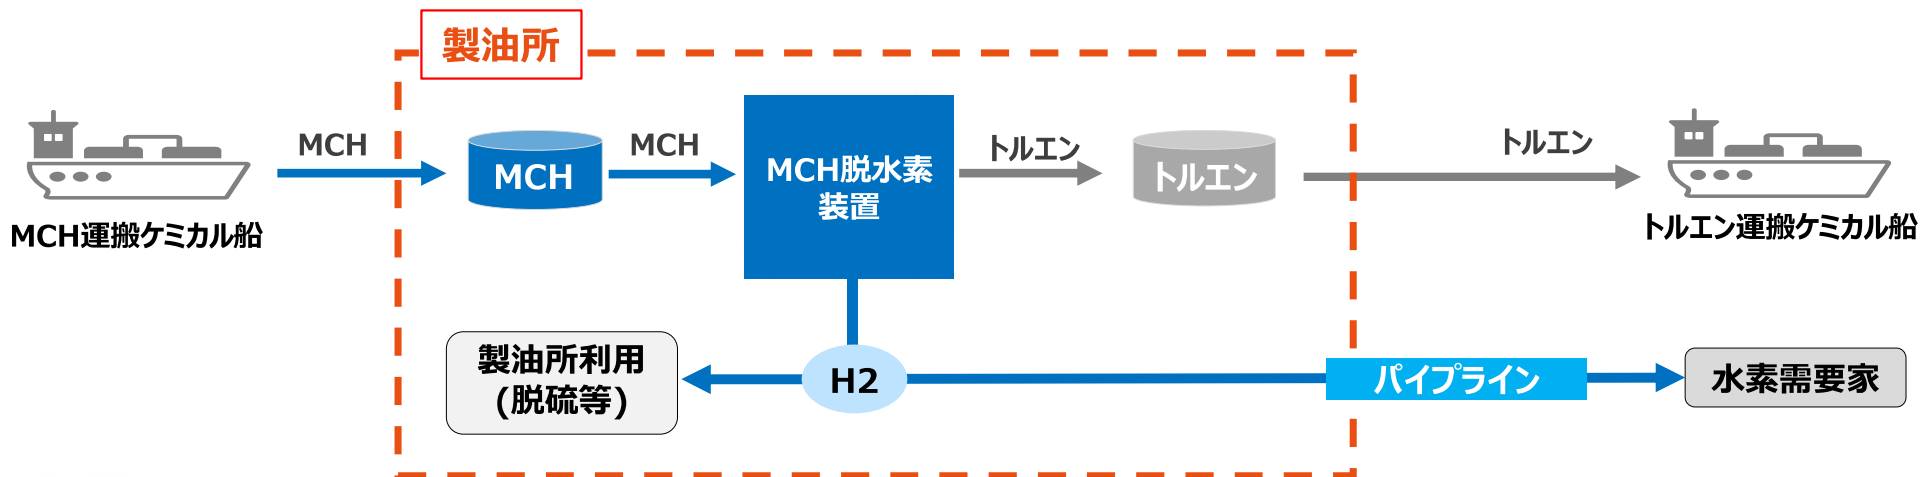 製油所
MCH
MCH
トルエン
トルエン
MCH
MCH脱水素
装置
トルエン
MCH運搬ケミカル船
トルエン運搬ケミカル船
製油所利用
(脱硫等)
H2
パイプライン
水素需要家